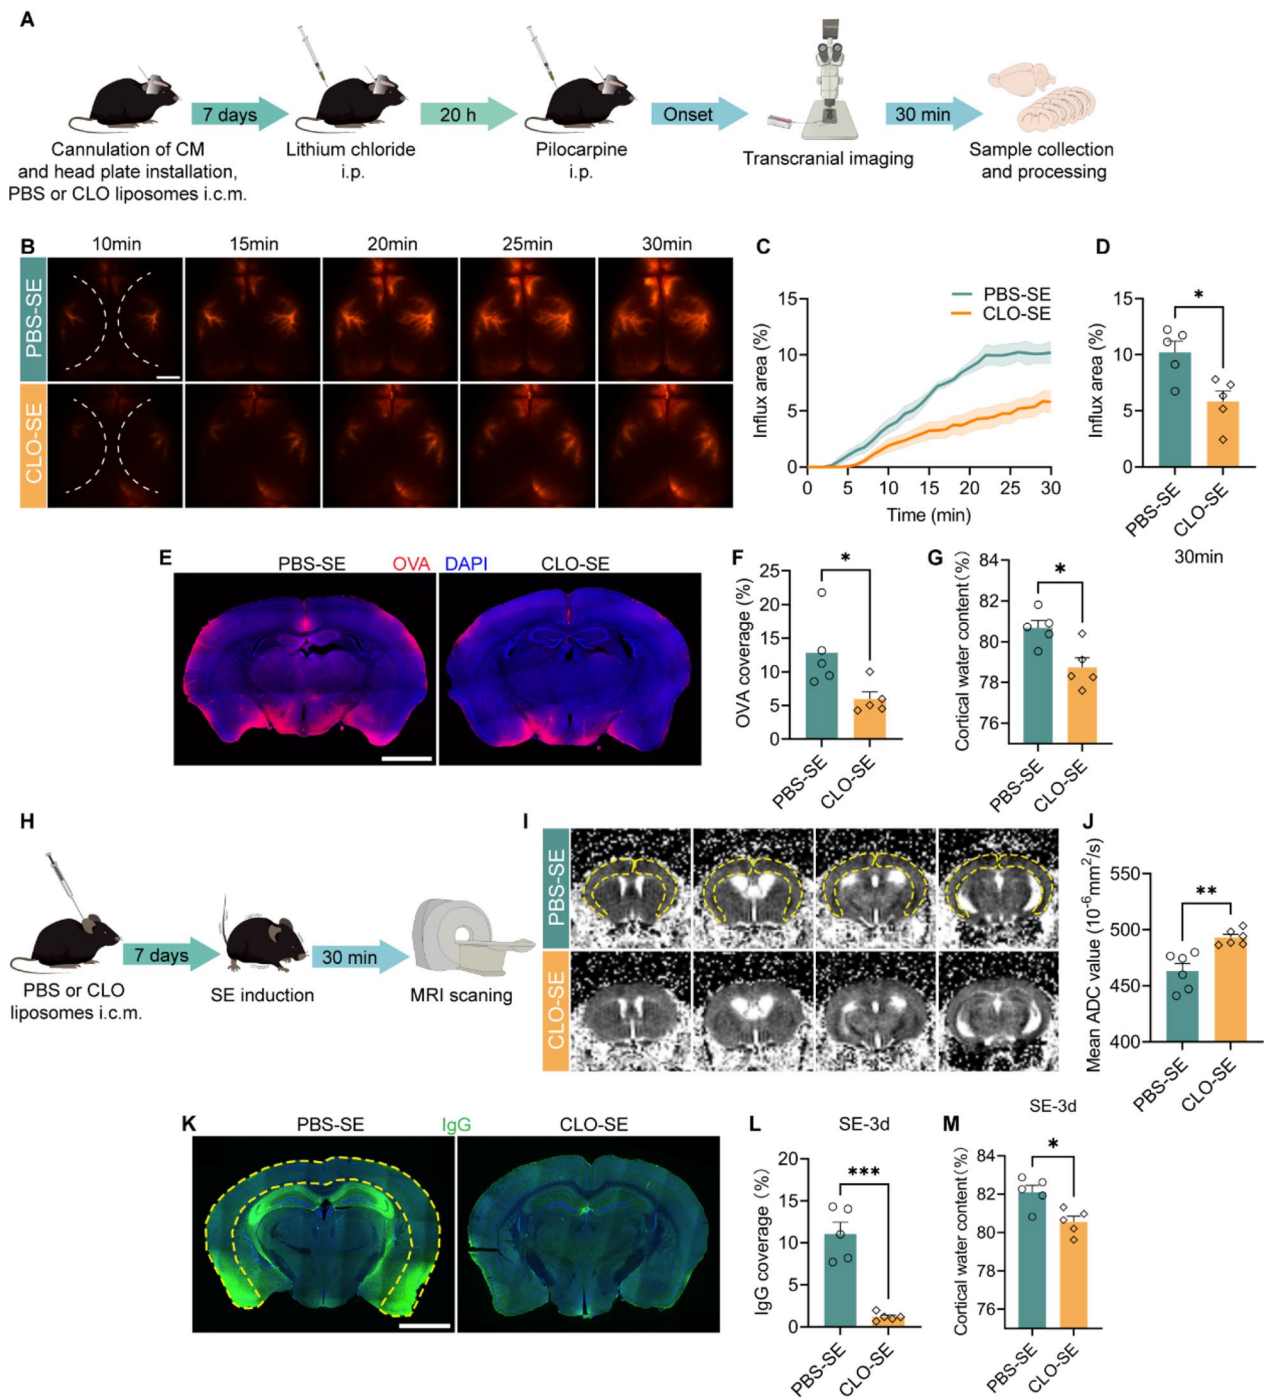 A
7 days
20 h
Onset
30 min
Cannulation of CM
and head plate installation,
PBS or CLO liposomes i.c.m.
Lithium chloride
i.p.
Pilocarpine
i.p.
Transcranial imaging
Sample collection
and processing
B
10min
15min
20min
25min
30min
PBS-SE
CLO-SE
C
PBS-SE
CLO-SE
Influx area (%)
15
10
5
0
0
5
10
15
20
25
30
Time (min)
D
*
Influx area (%)
15
10
5
0
PBS-SE
CLO-SE
30min
E
PBS-SE
OVA
DAPI
CLO-SE
F
*
OVA coverage (%)
25
20
15
10
5
0
PBS-SE
CLO-SE
G
*
Cortical water content(%)
84
82
80
78
76
PBS-SE
CLO-SE
H
7 days
30 min
PBS or CLO
liposomes i.c.m.
SE induction
MRI scaning
I
PBS-SE
CLO-SE
J
**
Mean ADC value (10⁻⁶mm²/s)
550
500
450
400
PBS-SE
CLO-SE
K
PBS-SE
IgG
CLO-SE
L
SE-3d
***
IgG coverage (%)
20
15
10
5
0
PBS-SE
CLO-SE
M
SE-3d
*
Cortical water content(%)
84
82
80
78
76
PBS-SE
CLO-SE